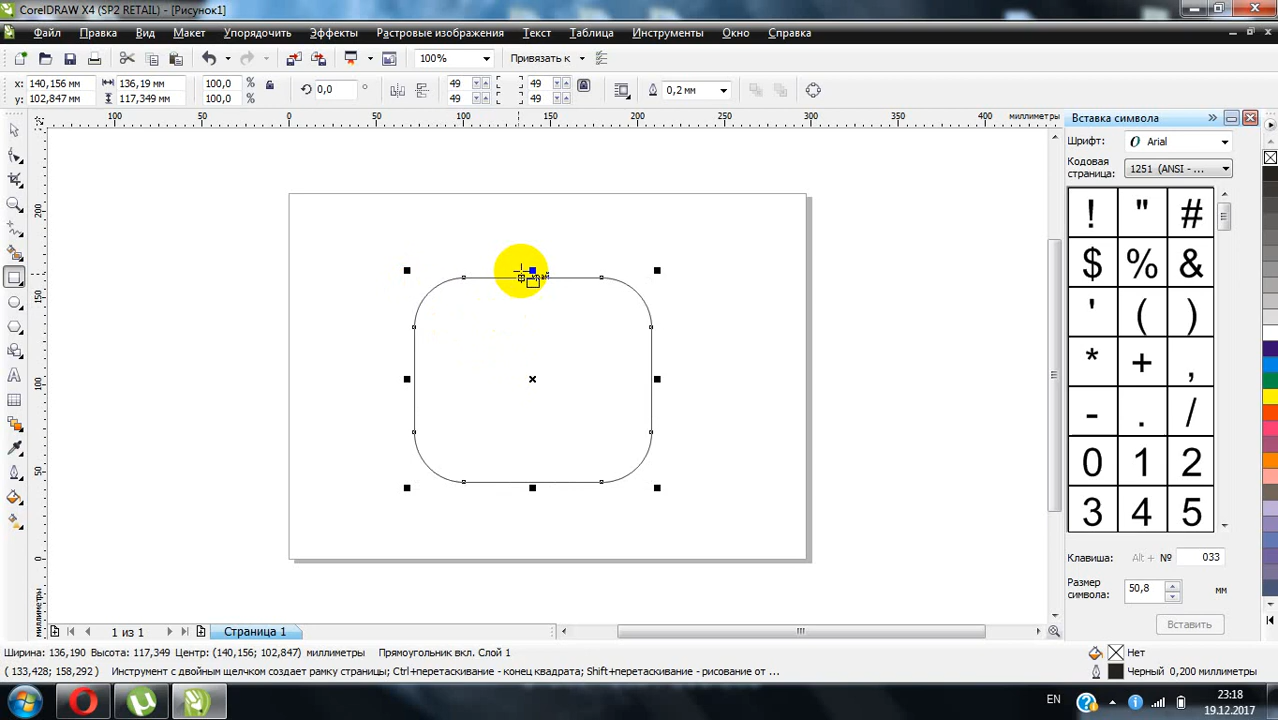 CorelDRAW X4 (SP2 RETAIL) - [Рисунок1]
Файл Правка Вид Макет Упорядочить Эффекты Растровые изображения Текст Таблица Инструменты Окно Справка
100% Привязать к
x: 140,156 мм 136,19 мм 100,0 % 0,0 ° 49 49 0,2 мм
y: 102,847 мм 117,349 мм 100,0 % 49 49
100 50 0 50 100 150 200 250 300 350 400 миллиметры
200
150
100
50
0
миллиметры
Вставка символа
Шрифт: O Arial
Кодовая страница: 1251 (ANSI - ...
! " #
$ % &
' ( )
* + ,
- . /
0 1 2
3 4 5
Клавиша: Alt + № 033
Размер символа: 50,8 мм
Вставить
1 из 1 Страница 1
Ширина: 136,190 Высота: 117,349 Центр: (140,156; 102,847) миллиметры Прямоугольник вкл. Слой 1
Нет
( 133,428; 158,292 ) Инструмент с двойным щелчком создает рамку страницы; Ctrl+перетаскивание - конец квадрата; Shift+перетаскивание - рисование от ...
Черный 0,200 миллиметры
EN
23:18
19.12.2017